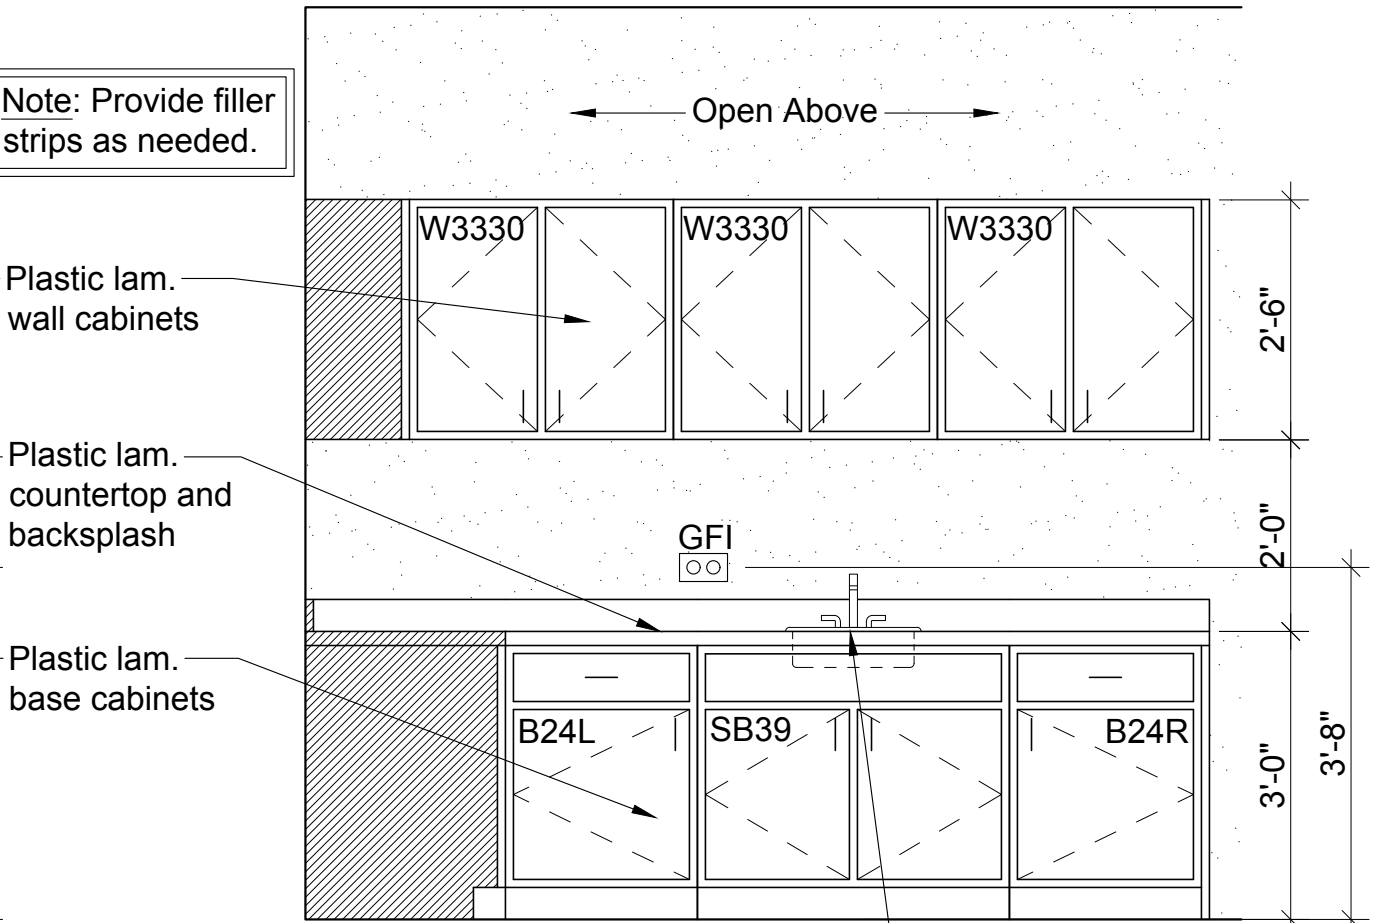 Note: Provide filler
strips as needed.
Open Above
W3330
W3330
W3330
Plastic lam.
wall cabinets
2'-6"
Plastic lam.
countertop and
backsplash
GFI
2'-0"
Plastic lam.
base cabinets
B24L
SB39
B24R
3'-0"
3'-8"